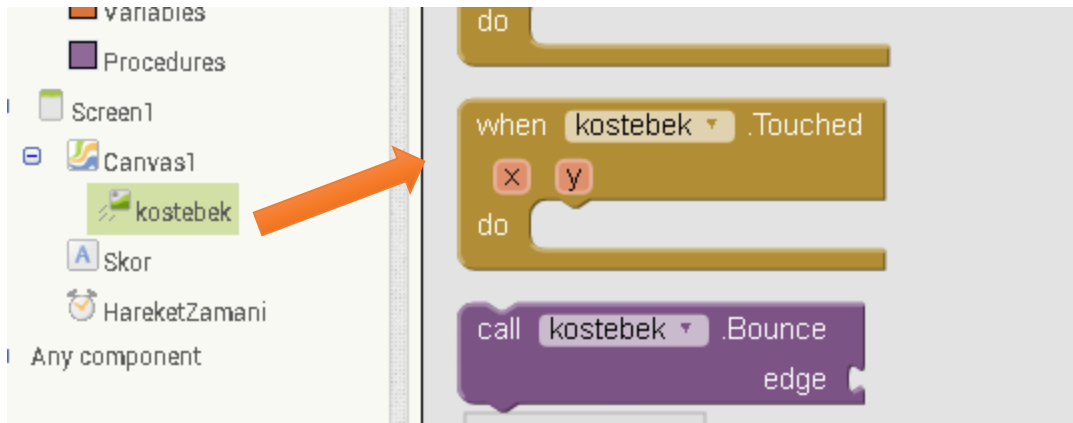 Variables
Procedures
Screen1
Canvas1
kostebek
A Skor
HareketZamani
Any component
do
when kostebek .Touched
x y
do
call kostebek .Bounce
edge